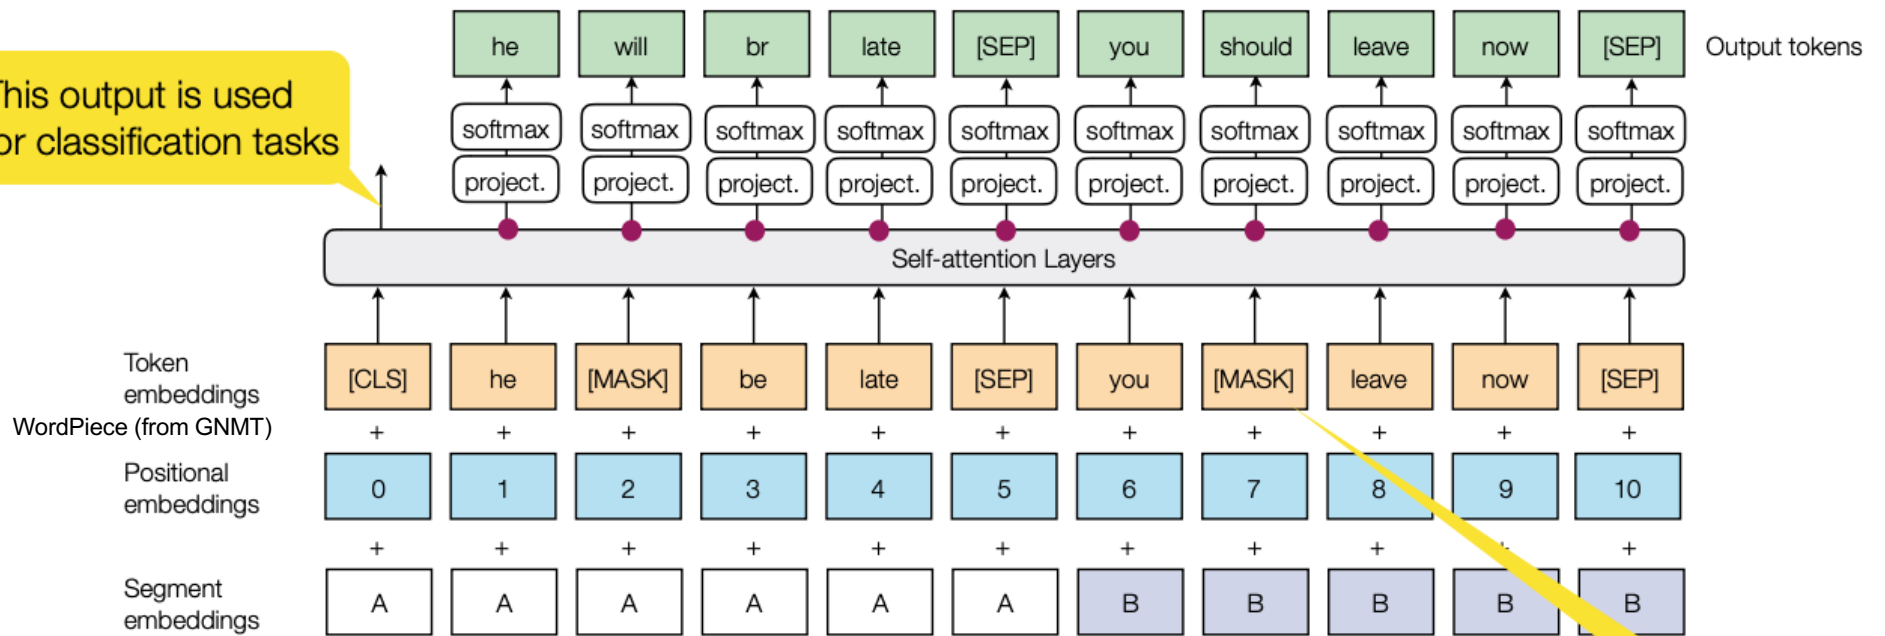 he will br late [SEP] you should leave now [SEP] Output tokens
This output is used
or classification tasks
softmax softmax softmax softmax softmax softmax softmax softmax softmax softmax
project. project. project. project. project. project. project. project. project. project.
Self-attention Layers
Token
embeddings
[CLS] he [MASK] be late [SEP] you [MASK] leave now [SEP]
WordPiece (from GNMT)
+ + + + + + + + + + +
Positional
embeddings
0 1 2 3 4 5 6 7 8 9 10
+ + + + + + + + + + +
Segment
embeddings
A A A A A A B B B B B